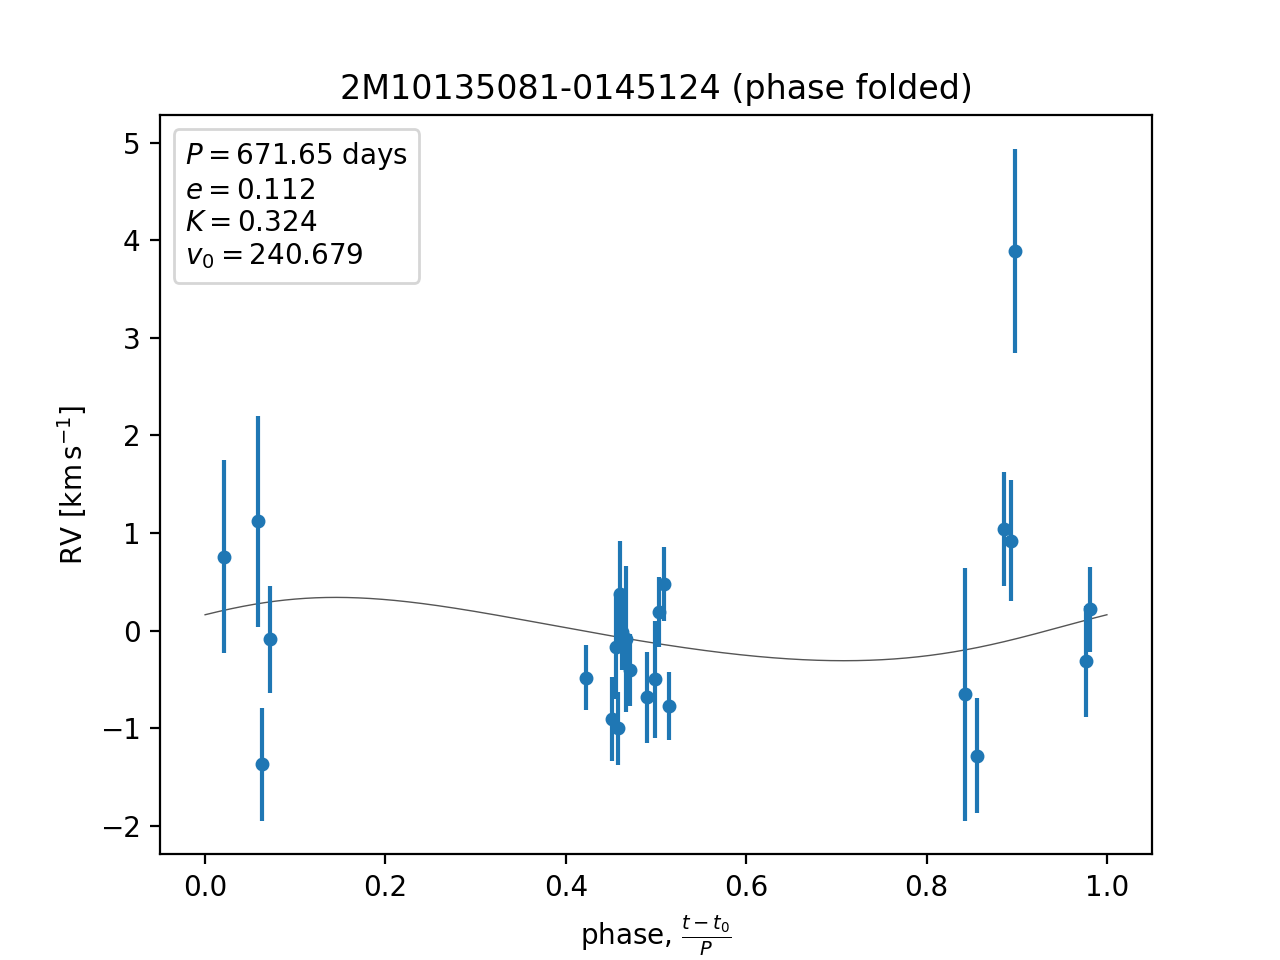 2M10135081-0145124 (phase folded)
P = 671.65 days
e = 0.112
K = 0.324
v₀ = 240.679
5
4
3
2
1
0
−1
−2
RV [km s⁻¹]
0.0 0.2 0.4 0.6 0.8 1.0
phase, (t − t₀)/P